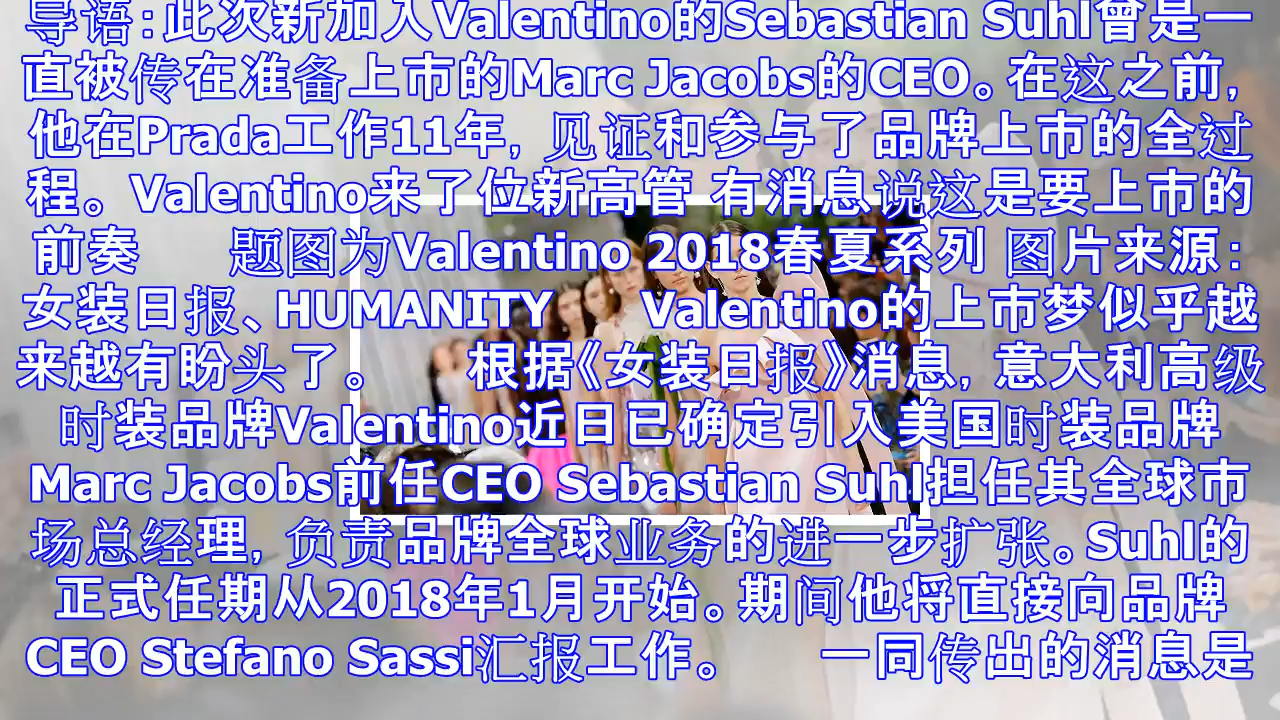 导语：此次新加入Valentino的Sebastian Suhl曾是一
直被传在准备上市的Marc Jacobs的CEO。在这之前，
他在Prada工作11年，见证和参与了品牌上市的全过
程。Valentino来了位新高管 有消息说这是要上市的
前奏　　题图为Valentino 2018春夏系列 图片来源：
女装日报、HUMANITY　　Valentino的上市梦似乎越
来越有盼头了。　　根据《女装日报》消息，意大利高级
时装品牌Valentino近日已确定引入美国时装品牌
Marc Jacobs前任CEO Sebastian Suhl担任其全球市
场总经理，负责品牌全球业务的进一步扩张。Suhl的
正式任期从2018年1月开始。期间他将直接向品牌
CEO Stefano Sassi汇报工作。　　一同传出的消息是